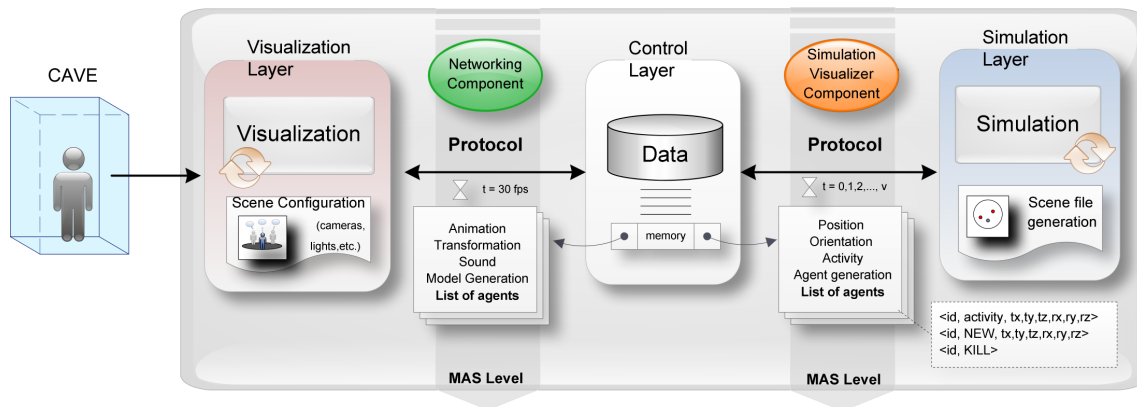 CAVE
Visualization
Layer
Visualization
Scene Configuration
(cameras,
lights,etc.)
Networking
Component
Protocol
t = 30 fps
Animation
Transformation
Sound
Model Generation
List of agents
MAS Level
Control
Layer
Data
memory
Simulation
Visualizer
Component
Protocol
t = 0,1,2,..., v
Position
Orientation
Activity
Agent generation
List of agents
MAS Level
Simulation
Layer
Simulation
Scene file
generation
<id, activity, tx,ty,tz,rx,ry,rz>
<id, NEW, tx,ty,tz,rx,ry,rz>
<id, KILL>